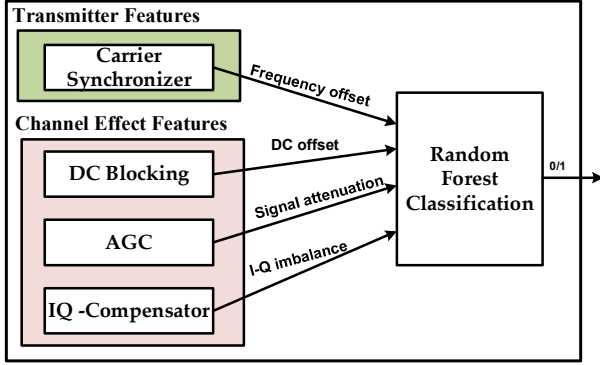 Transmitter Features
Carrier
Synchronizer
Frequency offset
Channel Effect Features
DC Blocking
DC offset
AGC
Signal attenuation
IQ -Compensator
I-Q imbalance
Random
Forest
Classification
0/1